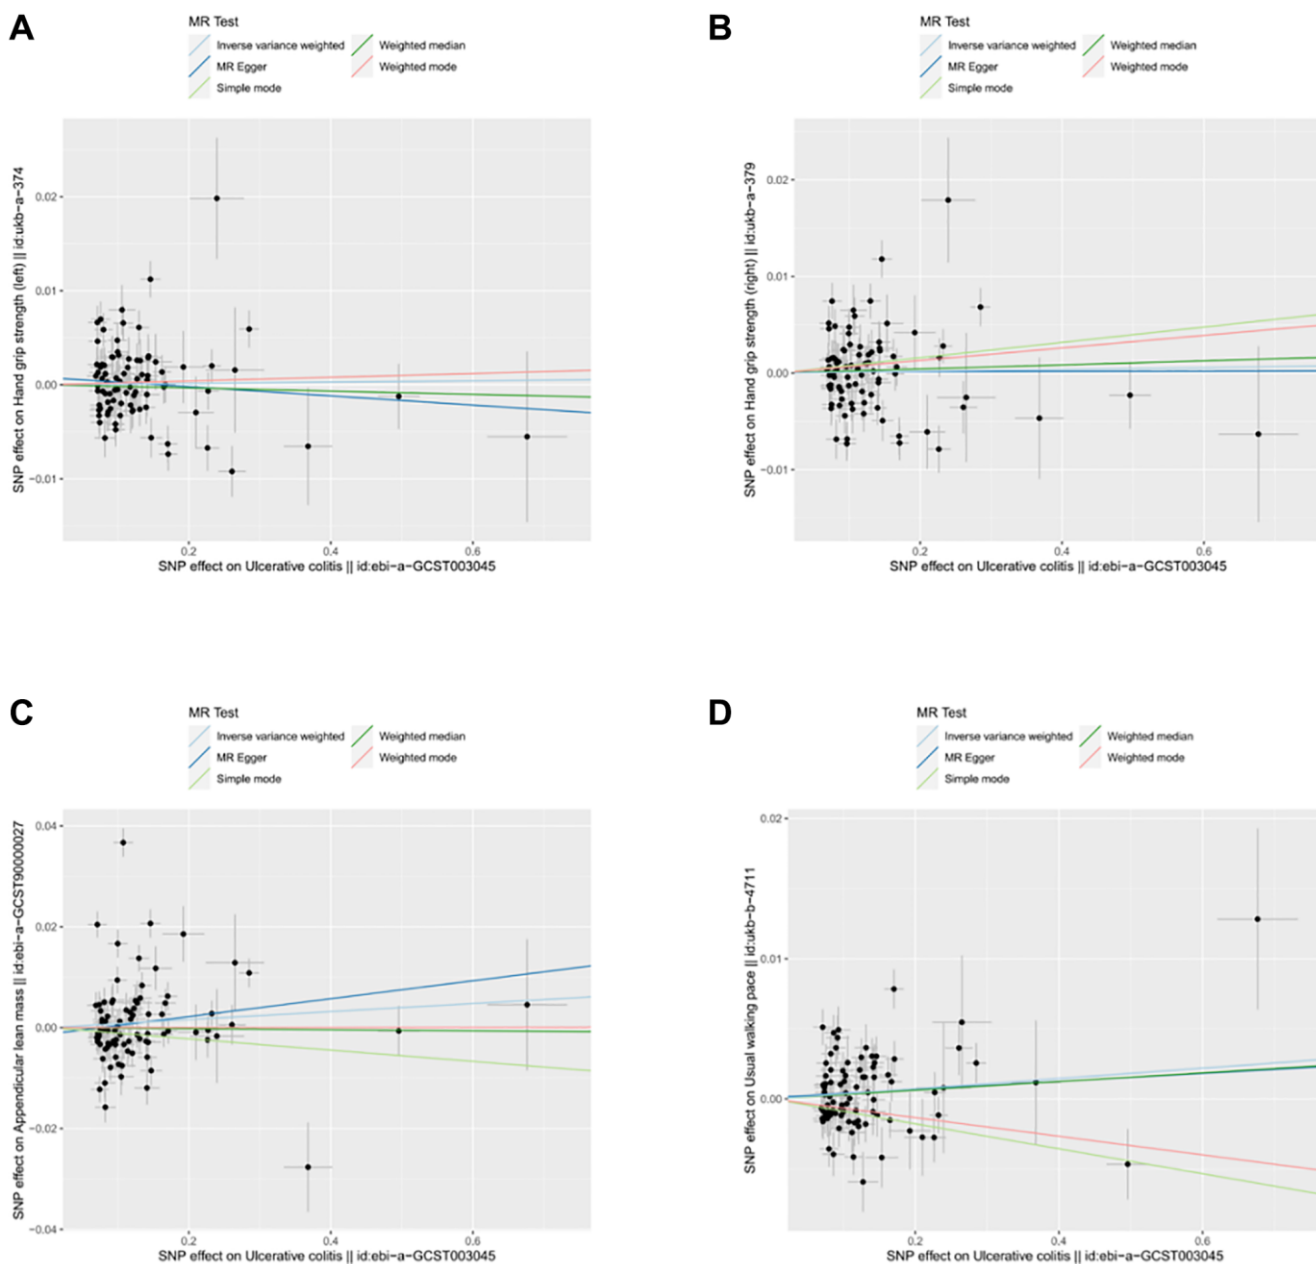 A
MR Test
Inverse variance weighted
Weighted median
MR Egger
Weighted mode
Simple mode
SNP effect on Hand grip strength (left) || id:ukb−a−374
0.02
0.01
0.00
−0.01
0.2
0.4
0.6
SNP effect on Ulcerative colitis || id:ebi−a−GCST003045
B
MR Test
Inverse variance weighted
Weighted median
MR Egger
Weighted mode
Simple mode
SNP effect on Hand grip strength (right) || id:ukb−a−379
0.02
0.01
0.00
−0.01
0.2
0.4
0.6
SNP effect on Ulcerative colitis || id:ebi−a−GCST003045
C
MR Test
Inverse variance weighted
Weighted median
MR Egger
Weighted mode
Simple mode
SNP effect on Appendicular lean mass || id:ebi−a−GCST90000027
0.04
0.02
0.00
−0.02
−0.04
0.2
0.4
0.6
SNP effect on Ulcerative colitis || id:ebi−a−GCST003045
D
MR Test
Inverse variance weighted
Weighted median
MR Egger
Weighted mode
Simple mode
SNP effect on Usual walking pace || id:ukb−b−4711
0.02
0.01
0.00
0.2
0.4
0.6
SNP effect on Ulcerative colitis || id:ebi−a−GCST003045